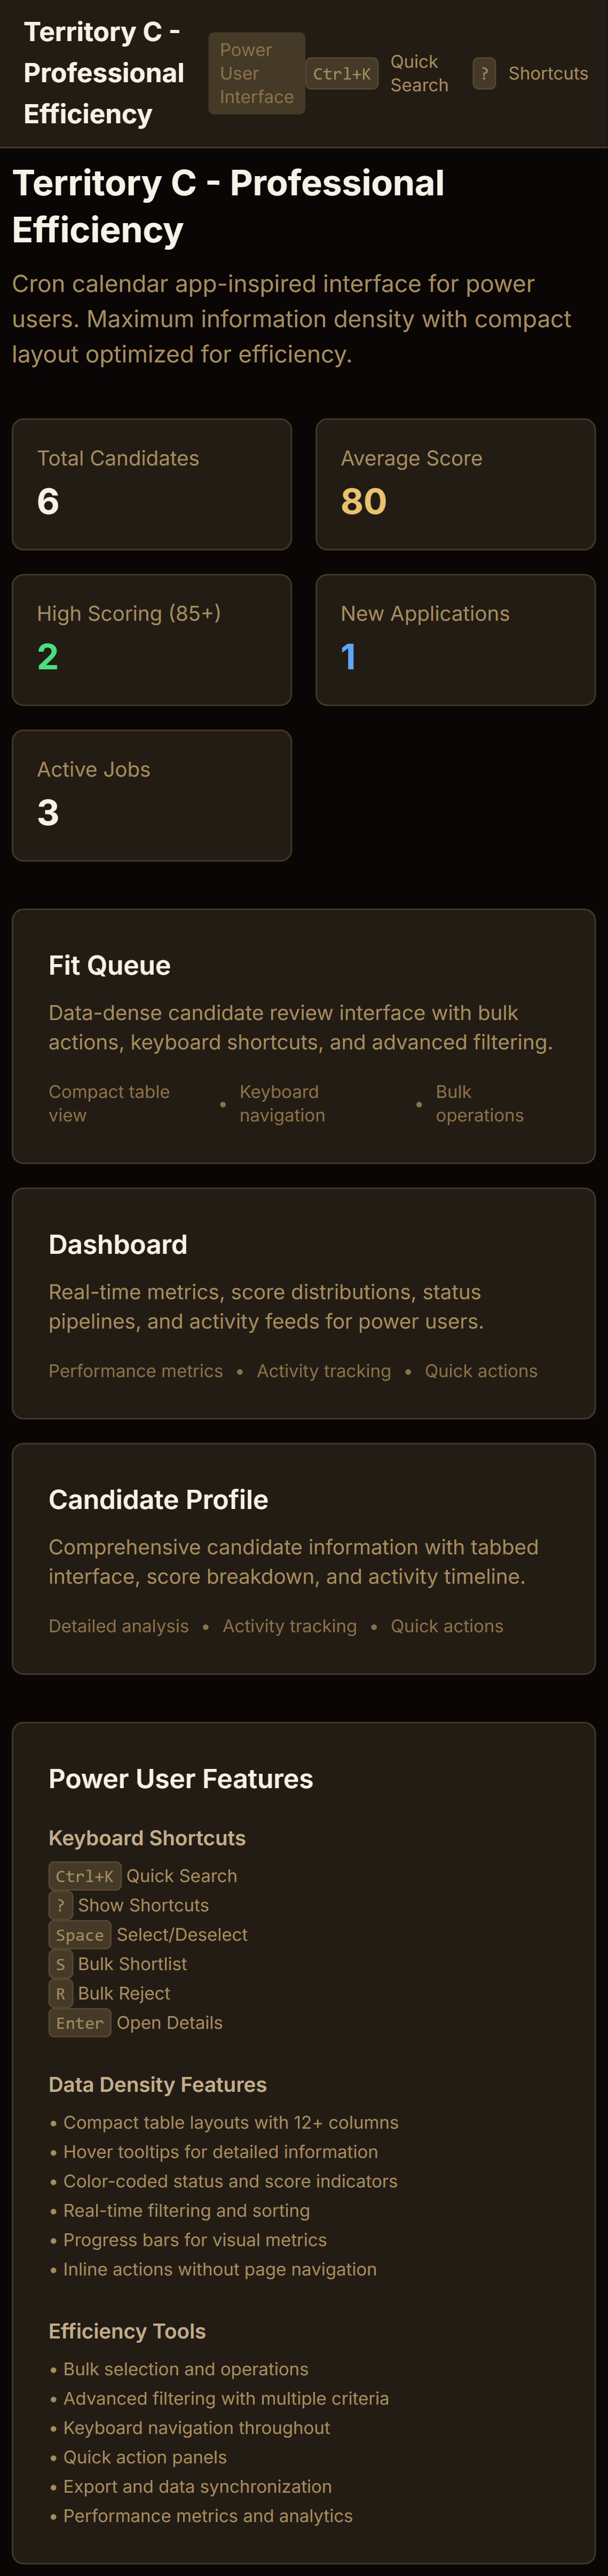 Territory C -
Professional
Efficiency
Power
User
Interface
Ctrl+K
Quick
Search
?
Shortcuts
Territory C - Professional
Efficiency
Cron calendar app-inspired interface for power
users. Maximum information density with compact
layout optimized for efficiency.
Total Candidates
6
Average Score
80
High Scoring (85+)
2
New Applications
1
Active Jobs
3
Fit Queue
Data-dense candidate review interface with bulk
actions, keyboard shortcuts, and advanced filtering.
Compact table
view
•
Keyboard
navigation
•
Bulk
operations
Dashboard
Real-time metrics, score distributions, status
pipelines, and activity feeds for power users.
Performance metrics • Activity tracking • Quick actions
Candidate Profile
Comprehensive candidate information with tabbed
interface, score breakdown, and activity timeline.
Detailed analysis • Activity tracking • Quick actions
Power User Features
Keyboard Shortcuts
Ctrl+K Quick Search
? Show Shortcuts
Space Select/Deselect
S Bulk Shortlist
R Bulk Reject
Enter Open Details
Data Density Features
• Compact table layouts with 12+ columns
• Hover tooltips for detailed information
• Color-coded status and score indicators
• Real-time filtering and sorting
• Progress bars for visual metrics
• Inline actions without page navigation
Efficiency Tools
• Bulk selection and operations
• Advanced filtering with multiple criteria
• Keyboard navigation throughout
• Quick action panels
• Export and data synchronization
• Performance metrics and analytics